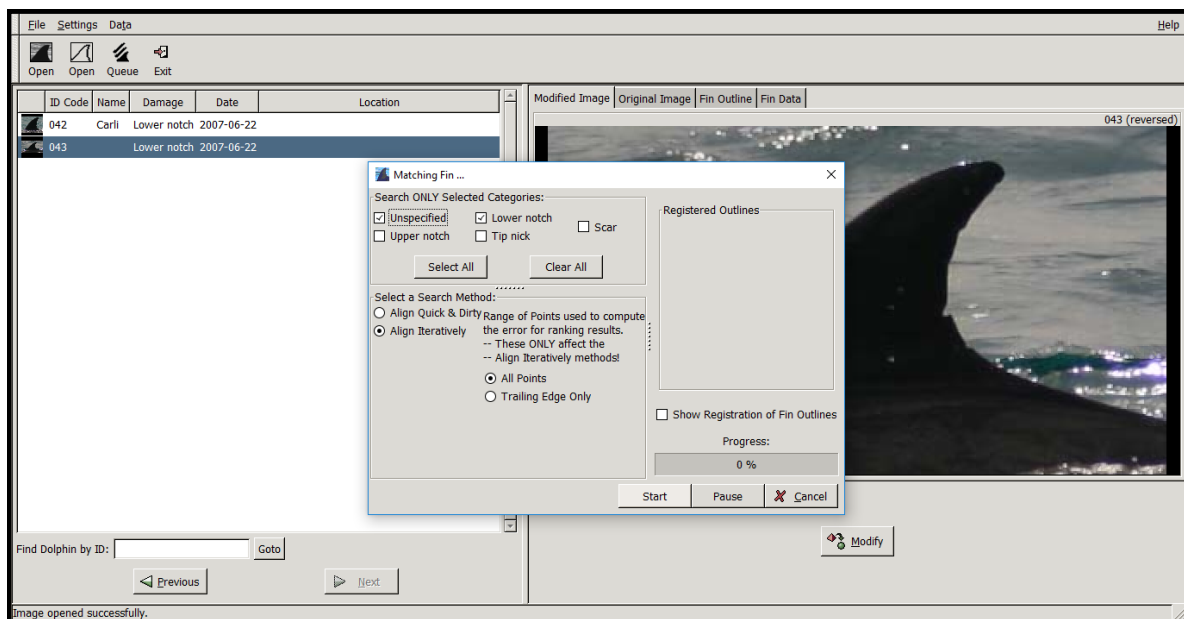 File Settings Data Help
Open Open Queue Exit
ID Code Name Damage Date Location
042 Carli Lower notch 2007-06-22
043 Lower notch 2007-06-22
Find Dolphin by ID: Goto
Previous Next
Image opened successfully.
Modified Image Original Image Fin Outline Fin Data
043 (reversed)
Modify
Matching Fin ...
Search ONLY Selected Categories:
Unspecified Lower notch Scar
Upper notch Tip nick
Select All Clear All
Select a Search Method:
Align Quick & Dirty
Align Iteratively
Range of Points used to compute
the error for ranking results.
-- These ONLY affect the
-- Align Iteratively methods!
All Points
Trailing Edge Only
Registered Outlines
Show Registration of Fin Outlines
Progress:
0 %
Start Pause Cancel